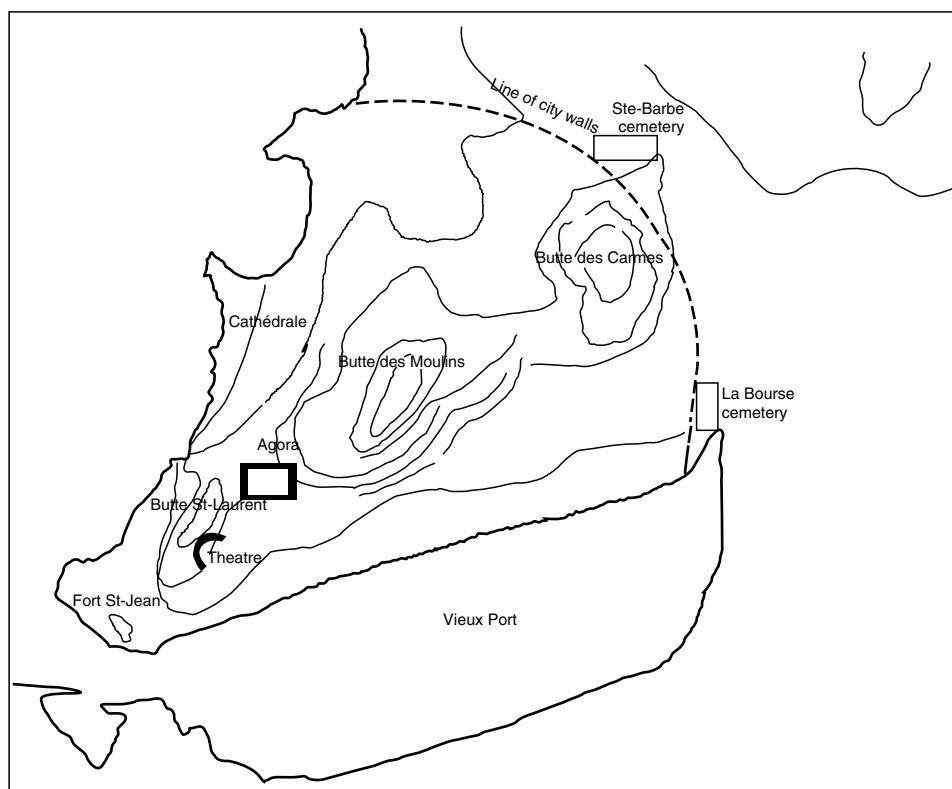 Line of city walls
Ste-Barbe
cemetery
Butte des Carmes
Cathédrale
Butte des Moulins
La Bourse
cemetery
Agora
Butte St-Laurent
Theatre
Fort St-Jean
Vieux Port